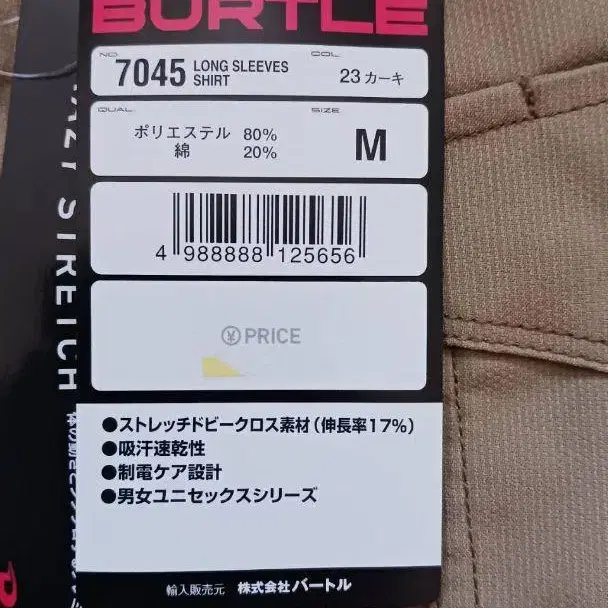 BURTLE
NO
7045 LONG SLEEVES SHIRT
COL
23 カーキ
QUAL
ポリエステル 80%
綿 20%
SIZE
M
4 988888 125656
¥ PRICE
●ストレッチドビークロス素材(伸長率17%)
●吸汗速乾性
●制電ケア設計
●男女ユニセックスシリーズ
輸入販売元 株式会社バートル
STRETCH